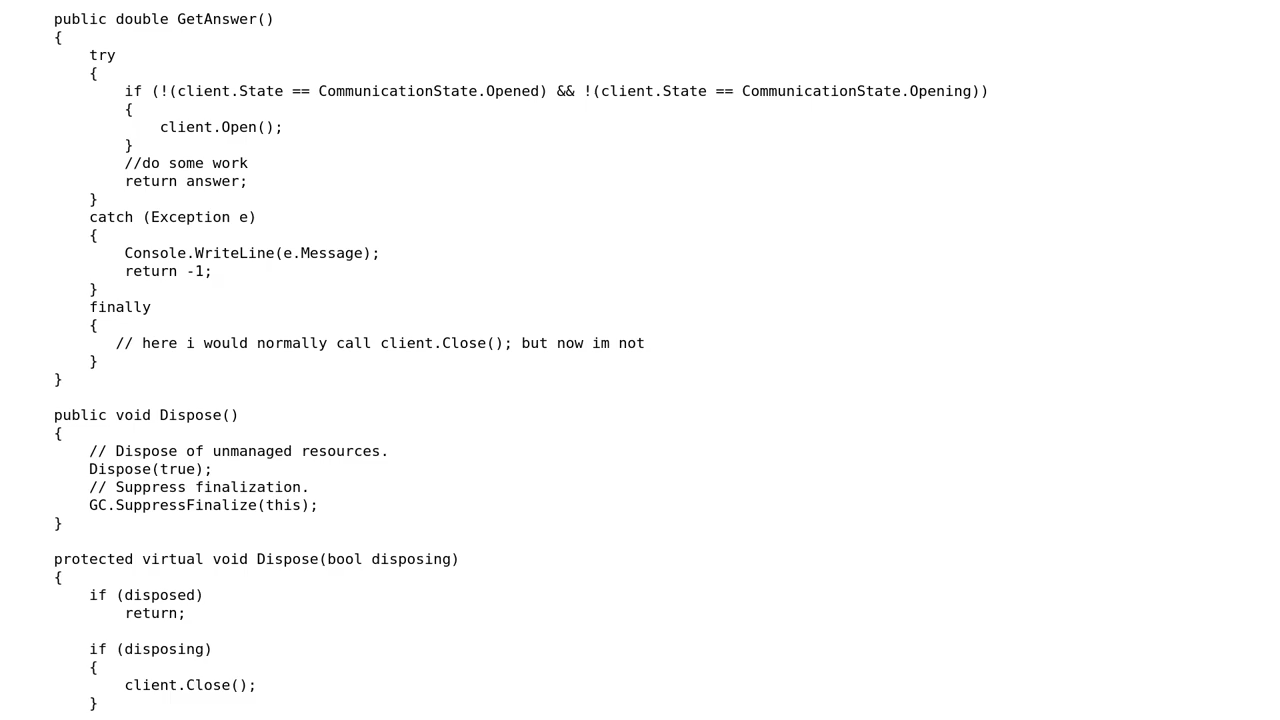 public double GetAnswer()
{
    try
    {
        if (!(client.State == CommunicationState.Opened) && !(client.State == CommunicationState.Opening))
        {
            client.Open();
        }
        //do some work
        return answer;
    }
    catch (Exception e)
    {
        Console.WriteLine(e.Message);
        return -1;
    }
    finally
    {
       // here i would normally call client.Close(); but now im not
    }
}

public void Dispose()
{
    // Dispose of unmanaged resources.
    Dispose(true);
    // Suppress finalization.
    GC.SuppressFinalize(this);
}

protected virtual void Dispose(bool disposing)
{
    if (disposed)
        return;

    if (disposing)
    {
        client.Close();
    }